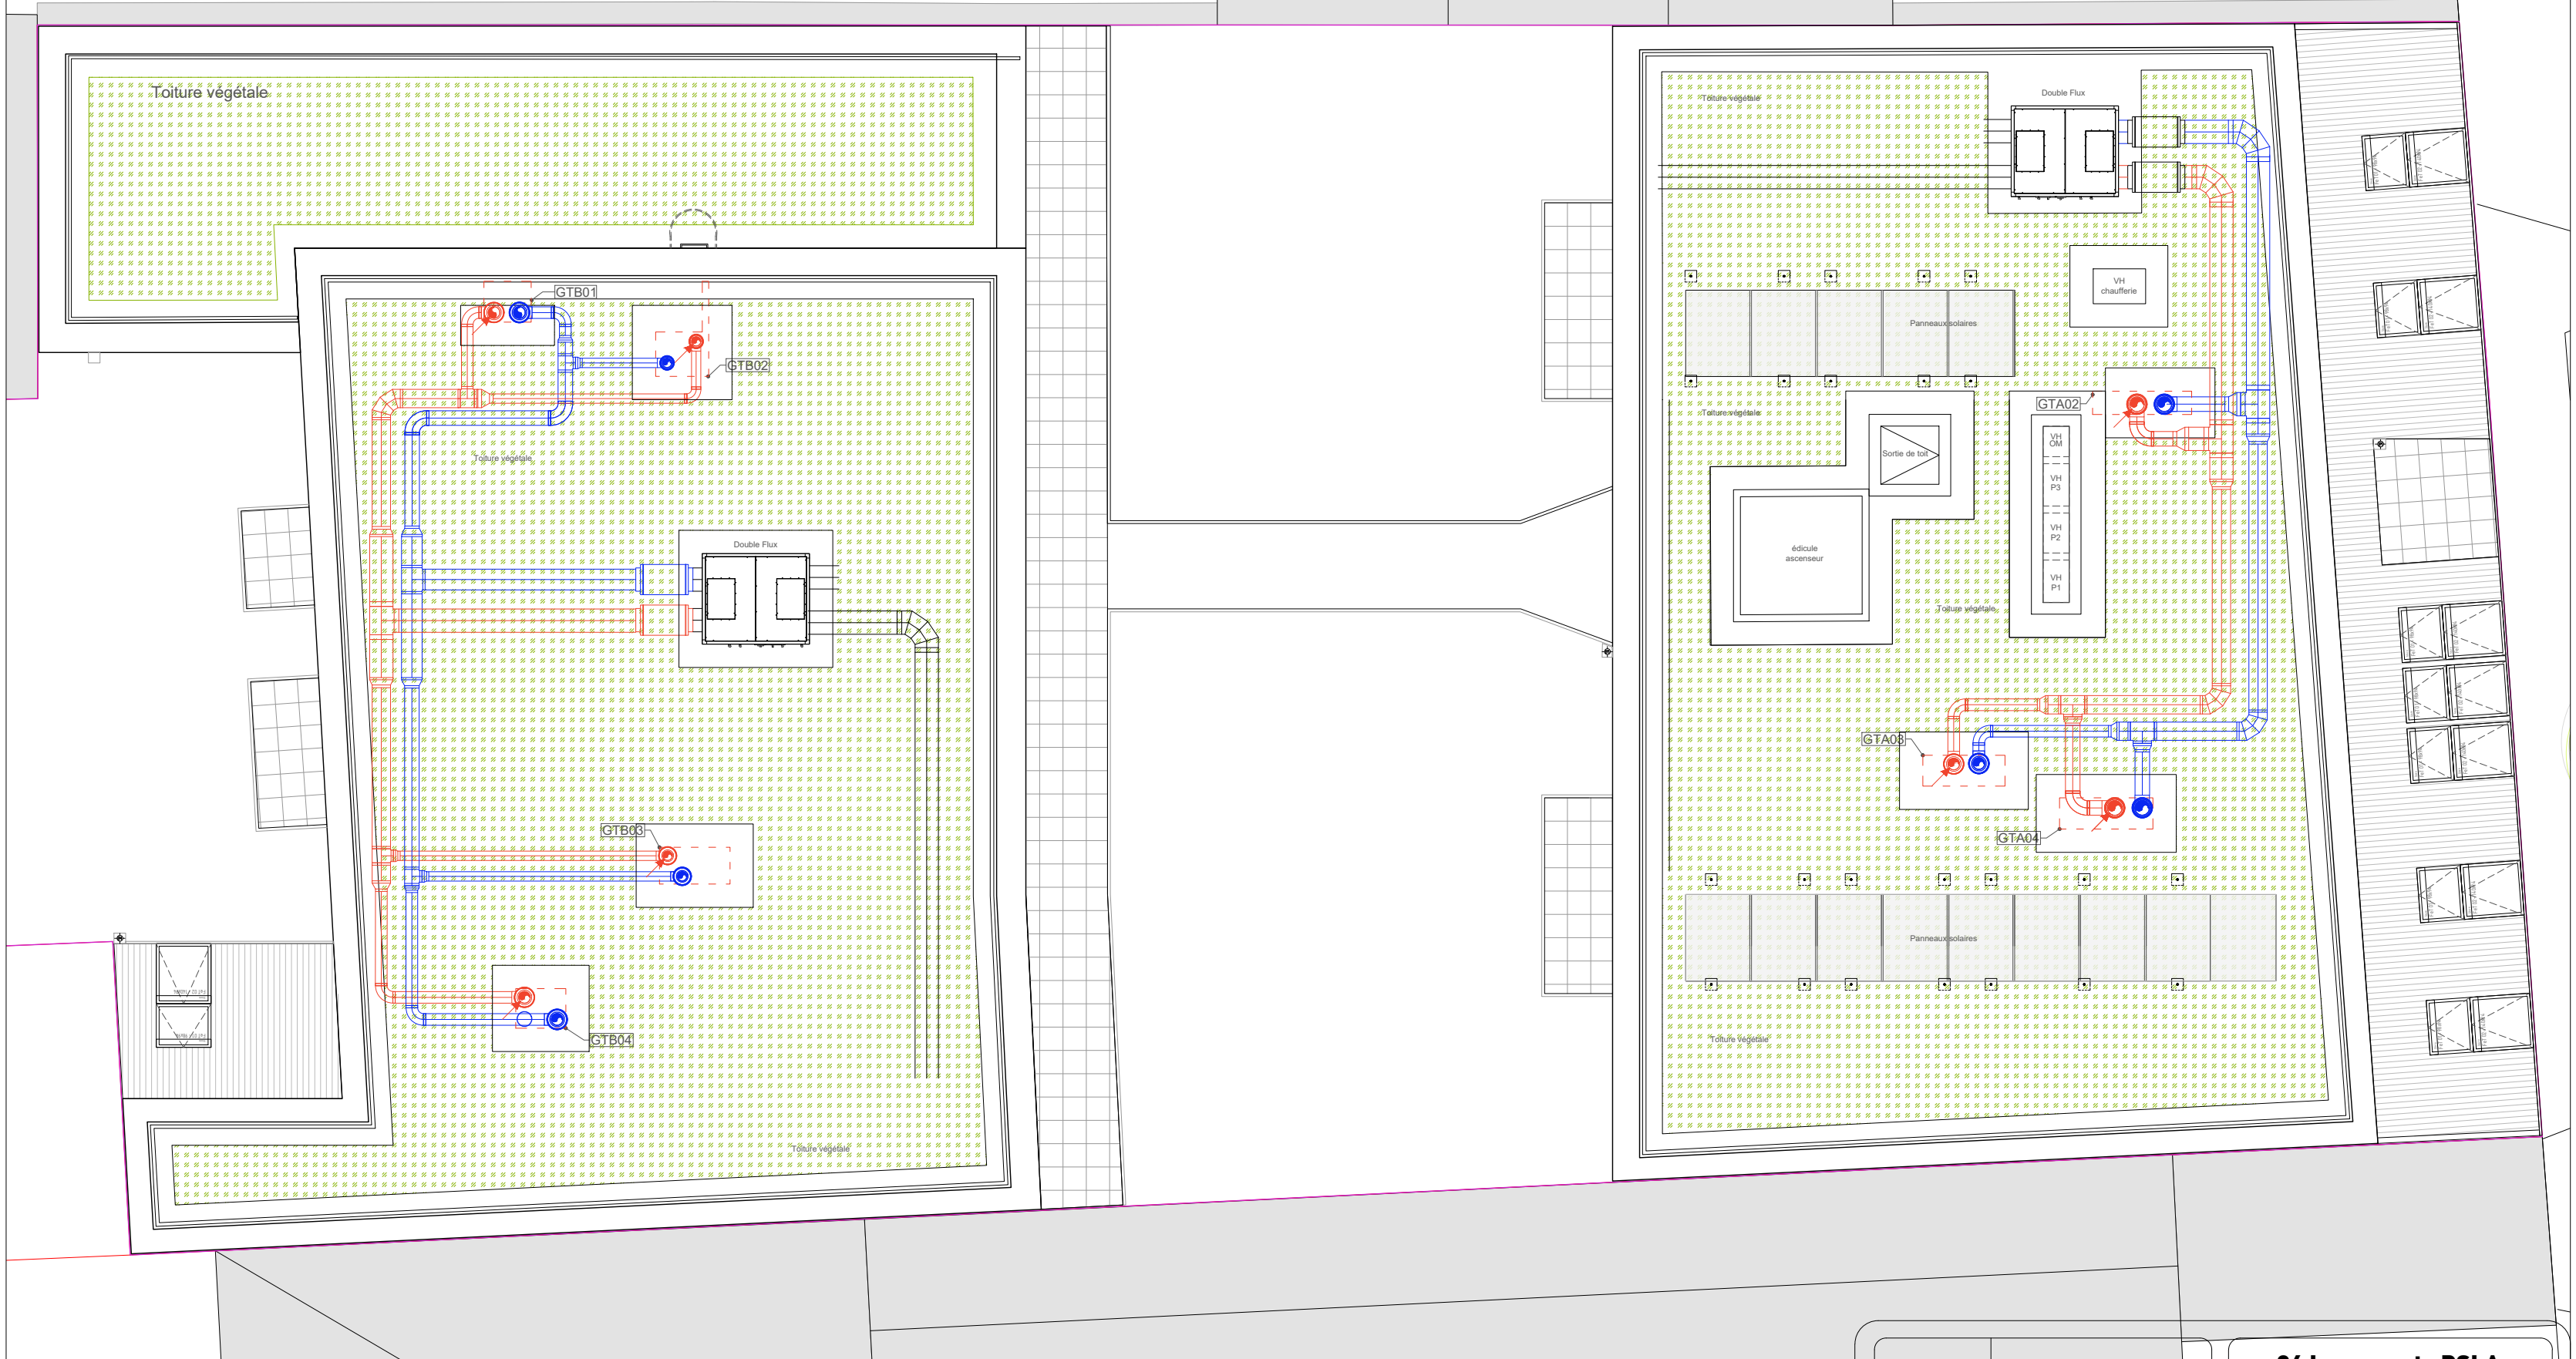 Toiture végétale
GTB01
GTB02
Toiture végétale
Double Flux
GTB03
GTB04
Toiture végétale
Toiture végétale
Double Flux
VH
chaufferie
Panneaux solaires
Toiture végétale
GTA02
Sortie de toit
VH
OM
VH
P3
VH
P2
VH
P1
édicule
ascenseur
Toiture végétale
GTA03
GTA04
Panneaux solaires
Toiture végétale